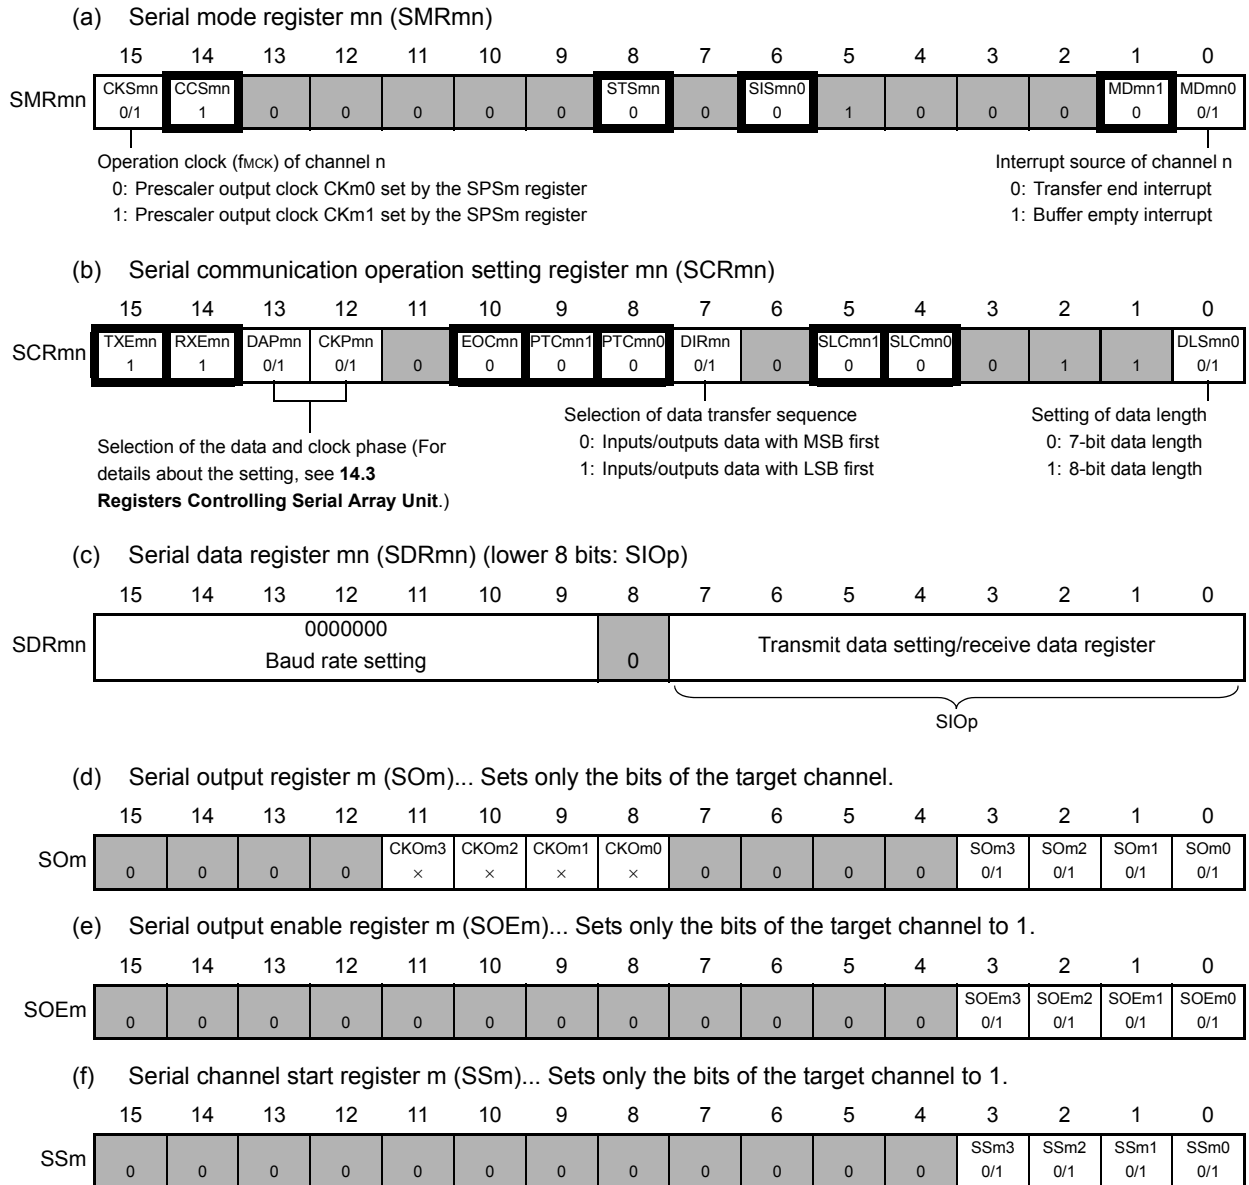 (a) Serial mode register mn (SMRmn)
15 14 13 12 11 10 9 8 7 6 5 4 3 2 1 0
SMRmn CKSmn CCSmn STSmn SISmn0 MDmn1 MDmn0
0/1 1 0 0 0 0 0 0 0 0 1 0 0 0 0 0/1
Operation clock (fMCK) of channel n
0: Prescaler output clock CKm0 set by the SPSm register
1: Prescaler output clock CKm1 set by the SPSm register
Interrupt source of channel n
0: Transfer end interrupt
1: Buffer empty interrupt
(b) Serial communication operation setting register mn (SCRmn)
15 14 13 12 11 10 9 8 7 6 5 4 3 2 1 0
SCRmn TXEmn RXEmn DAPmn CKPmn EOCmn PTCmn1 PTCmn0 DIRmn SLCmn1 SLCmn0 DLSmn0
1 1 0/1 0/1 0 0 0 0 0/1 0 0 0 0 1 1 0/1
Selection of the data and clock phase (For
details about the setting, see 14.3
Registers Controlling Serial Array Unit.)
Selection of data transfer sequence
0: Inputs/outputs data with MSB first
1: Inputs/outputs data with LSB first
Setting of data length
0: 7-bit data length
1: 8-bit data length
(c) Serial data register mn (SDRmn) (lower 8 bits: SIOp)
15 14 13 12 11 10 9 8 7 6 5 4 3 2 1 0
SDRmn 0000000
Baud rate setting 0 Transmit data setting/receive data register
SIOp
(d) Serial output register m (SOm)... Sets only the bits of the target channel.
15 14 13 12 11 10 9 8 7 6 5 4 3 2 1 0
SOm CKOm3 CKOm2 CKOm1 CKOm0 SOm3 SOm2 SOm1 SOm0
0 0 0 0 × × × × 0 0 0 0 0/1 0/1 0/1 0/1
(e) Serial output enable register m (SOEm)... Sets only the bits of the target channel to 1.
15 14 13 12 11 10 9 8 7 6 5 4 3 2 1 0
SOEm SOEm3 SOEm2 SOEm1 SOEm0
0 0 0 0 0 0 0 0 0 0 0 0 0/1 0/1 0/1 0/1
(f) Serial channel start register m (SSm)... Sets only the bits of the target channel to 1.
15 14 13 12 11 10 9 8 7 6 5 4 3 2 1 0
SSm SSm3 SSm2 SSm1 SSm0
0 0 0 0 0 0 0 0 0 0 0 0 0/1 0/1 0/1 0/1